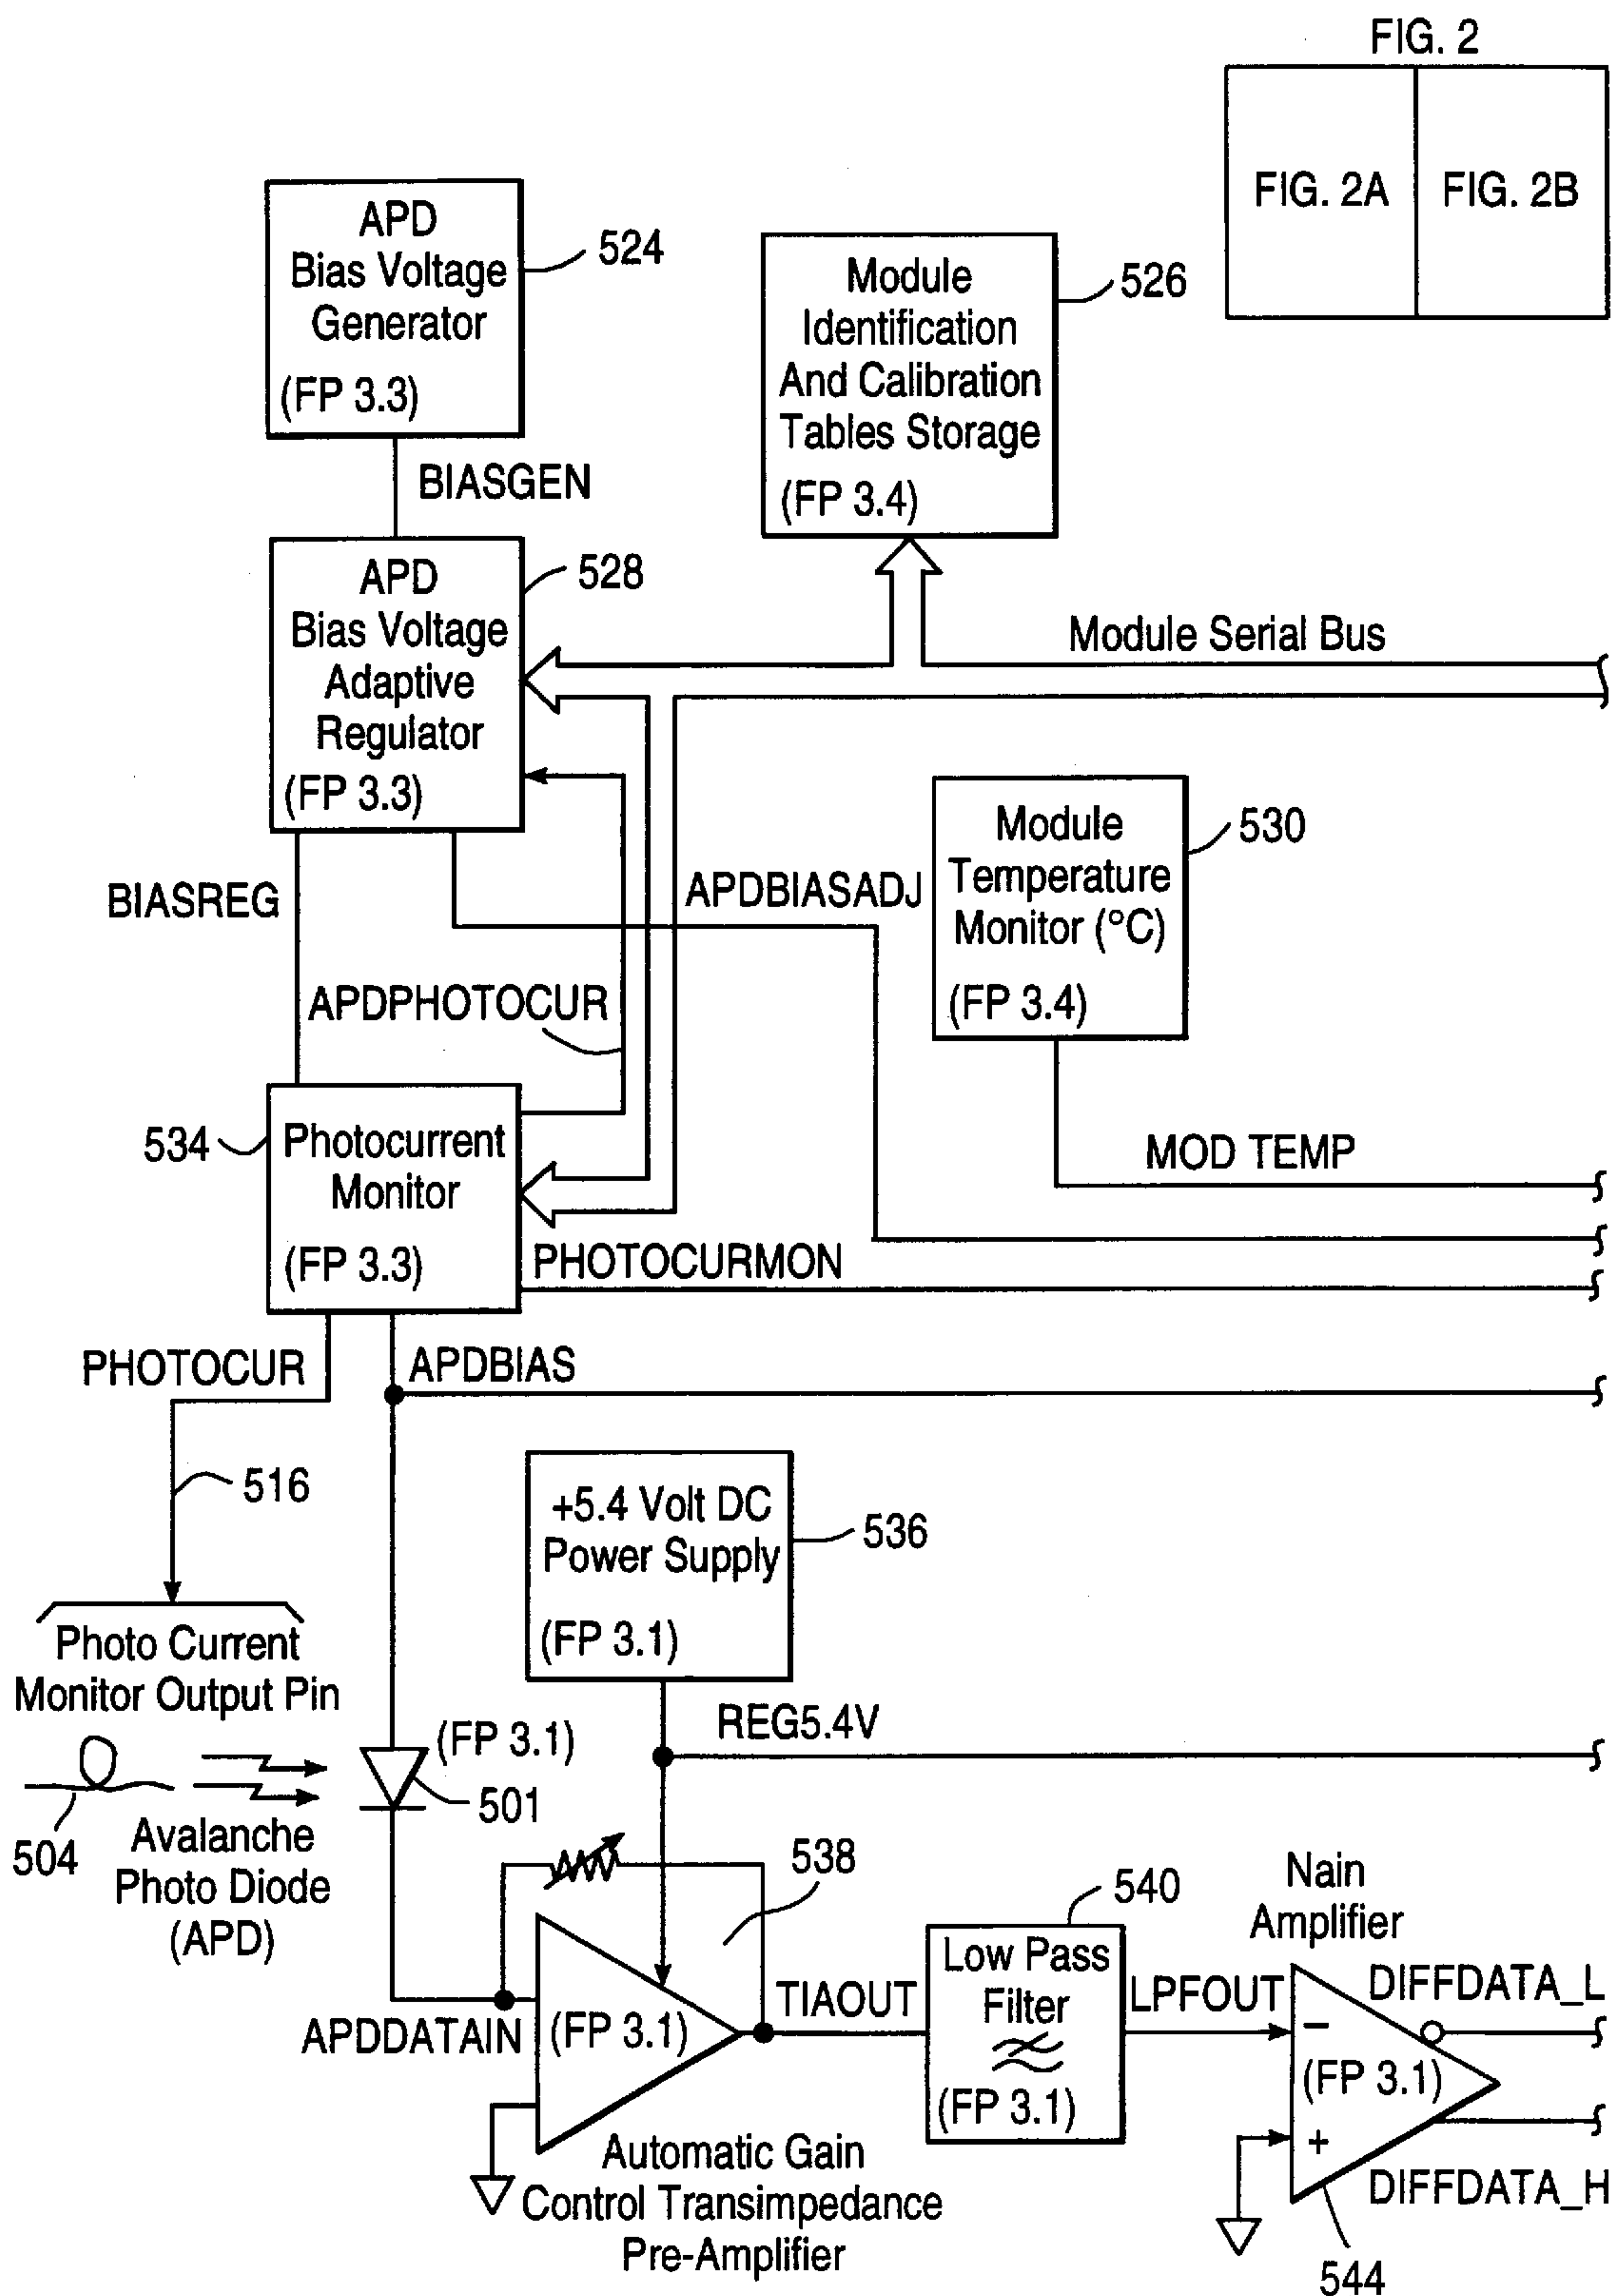 FIG. 2
FIG. 2A
FIG. 2B
APD
Bias Voltage
Generator
(FP 3.3)
524
Module
Identification
And Calibration
Tables Storage
(FP 3.4)
526
BIASGEN
APD
Bias Voltage
Adaptive
Regulator
(FP 3.3)
528
Module Serial Bus
Module
Temperature
Monitor (°C)
(FP 3.4)
530
BIASREG
APDBIASADJ
APDPHOTOCUR
534
Photocurrent
Monitor
(FP 3.3)
MOD TEMP
PHOTOCURMON
PHOTOCUR
APDBIAS
516
+5.4 Volt DC
Power Supply
(FP 3.1)
536
Photo Current
Monitor Output Pin
REG5.4V
(FP 3.1)
501
504
Avalanche
Photo Diode
(APD)
538
540
Nain
Amplifier
Low Pass
Filter
(FP 3.1)
APDDATAIN
(FP 3.1)
TIAOUT
LPFOUT
DIFFDATA_L
−
(FP 3.1)
+
DIFFDATA_H
Automatic Gain
Control Transimpedance
Pre-Amplifier
544